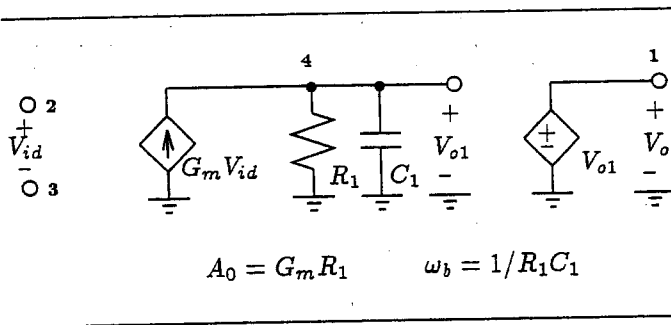 4
1
2
+
V_{id}
-
3
G_m V_{id}
R_1
C_1
+
V_{o1}
-
±
V_{o1}
+
V_o
-
A_0 = G_m R_1
ω_b = 1/R_1 C_1